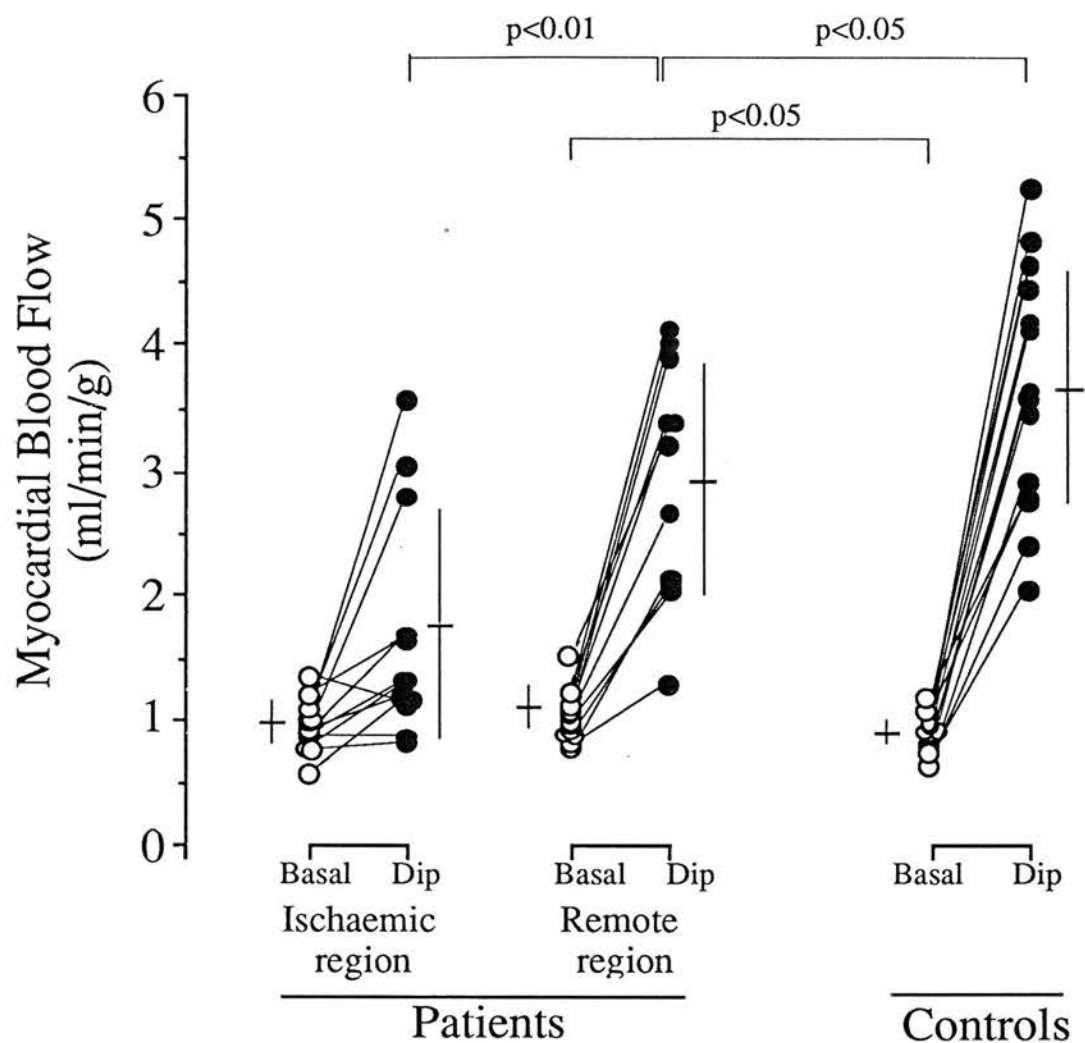 p<0.01
p<0.05
p<0.05
Myocardial Blood Flow
(ml/min/g)
6
5
4
3
2
1
0
Basal
Dip
Basal
Dip
Basal
Dip
Ischaemic
region
Remote
region
Patients
Controls